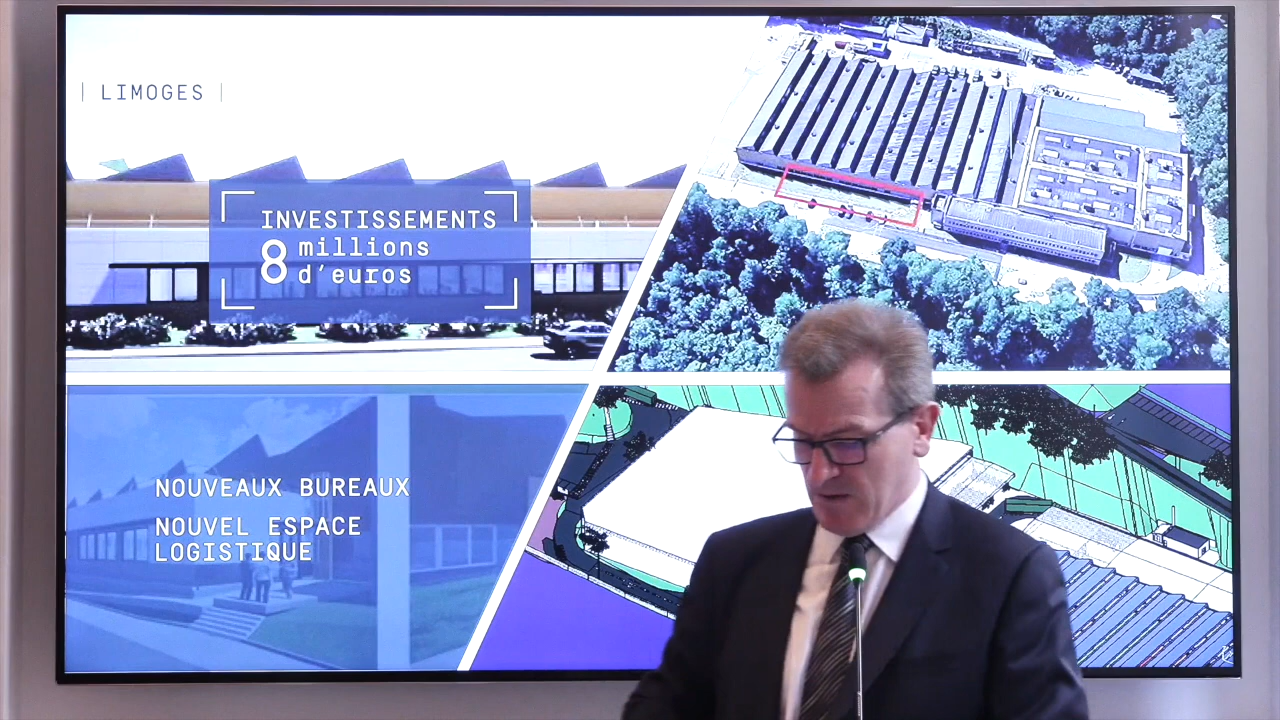 | LIMOGES |
INVESTISSEMENTS
8 millions
d'euros
NOUVEAUX BUREAUX
NOUVEL ESPACE
LOGISTIQUE